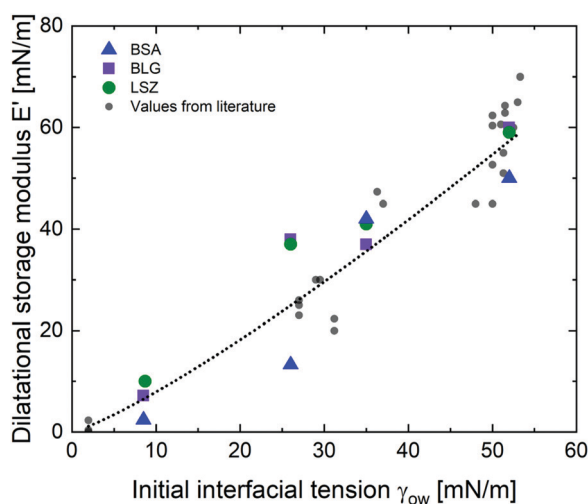 80
60
40
20
0
Dilatational storage modulus E' [mN/m]
BSA
BLG
LSZ
Values from literature
0 10 20 30 40 50 60
Initial interfacial tension γow [mN/m]